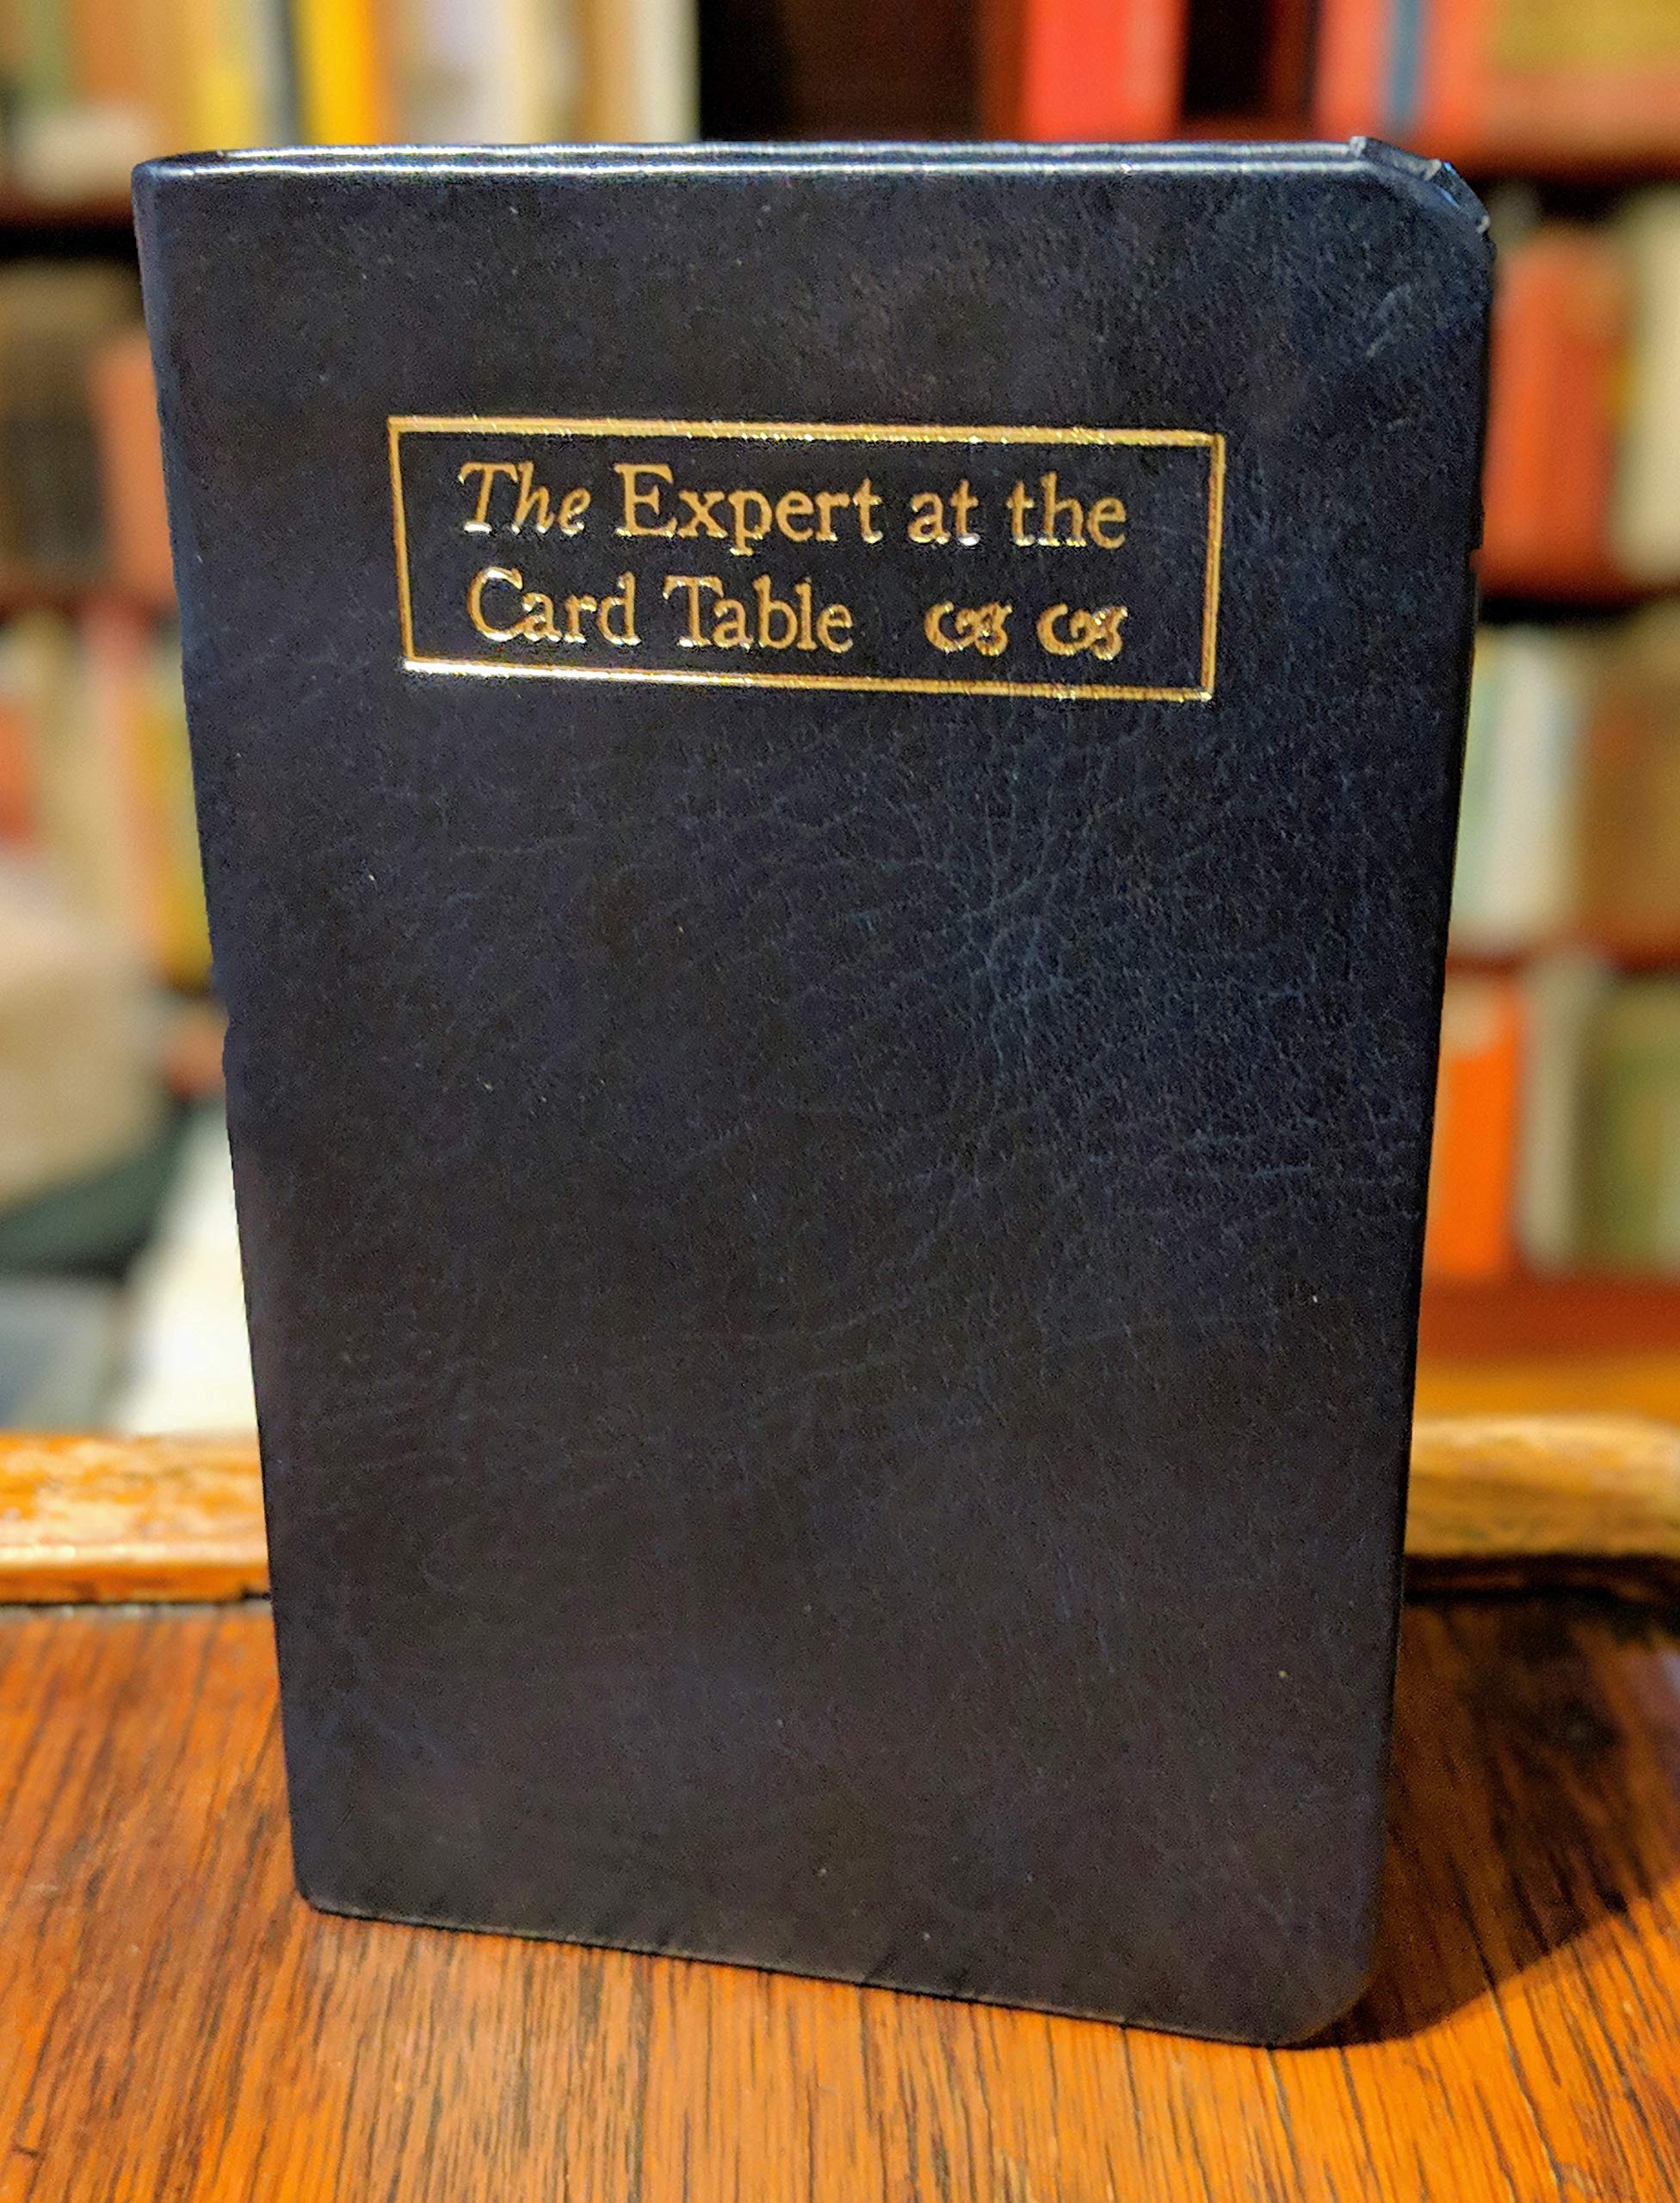 The Expert at the
Card Table